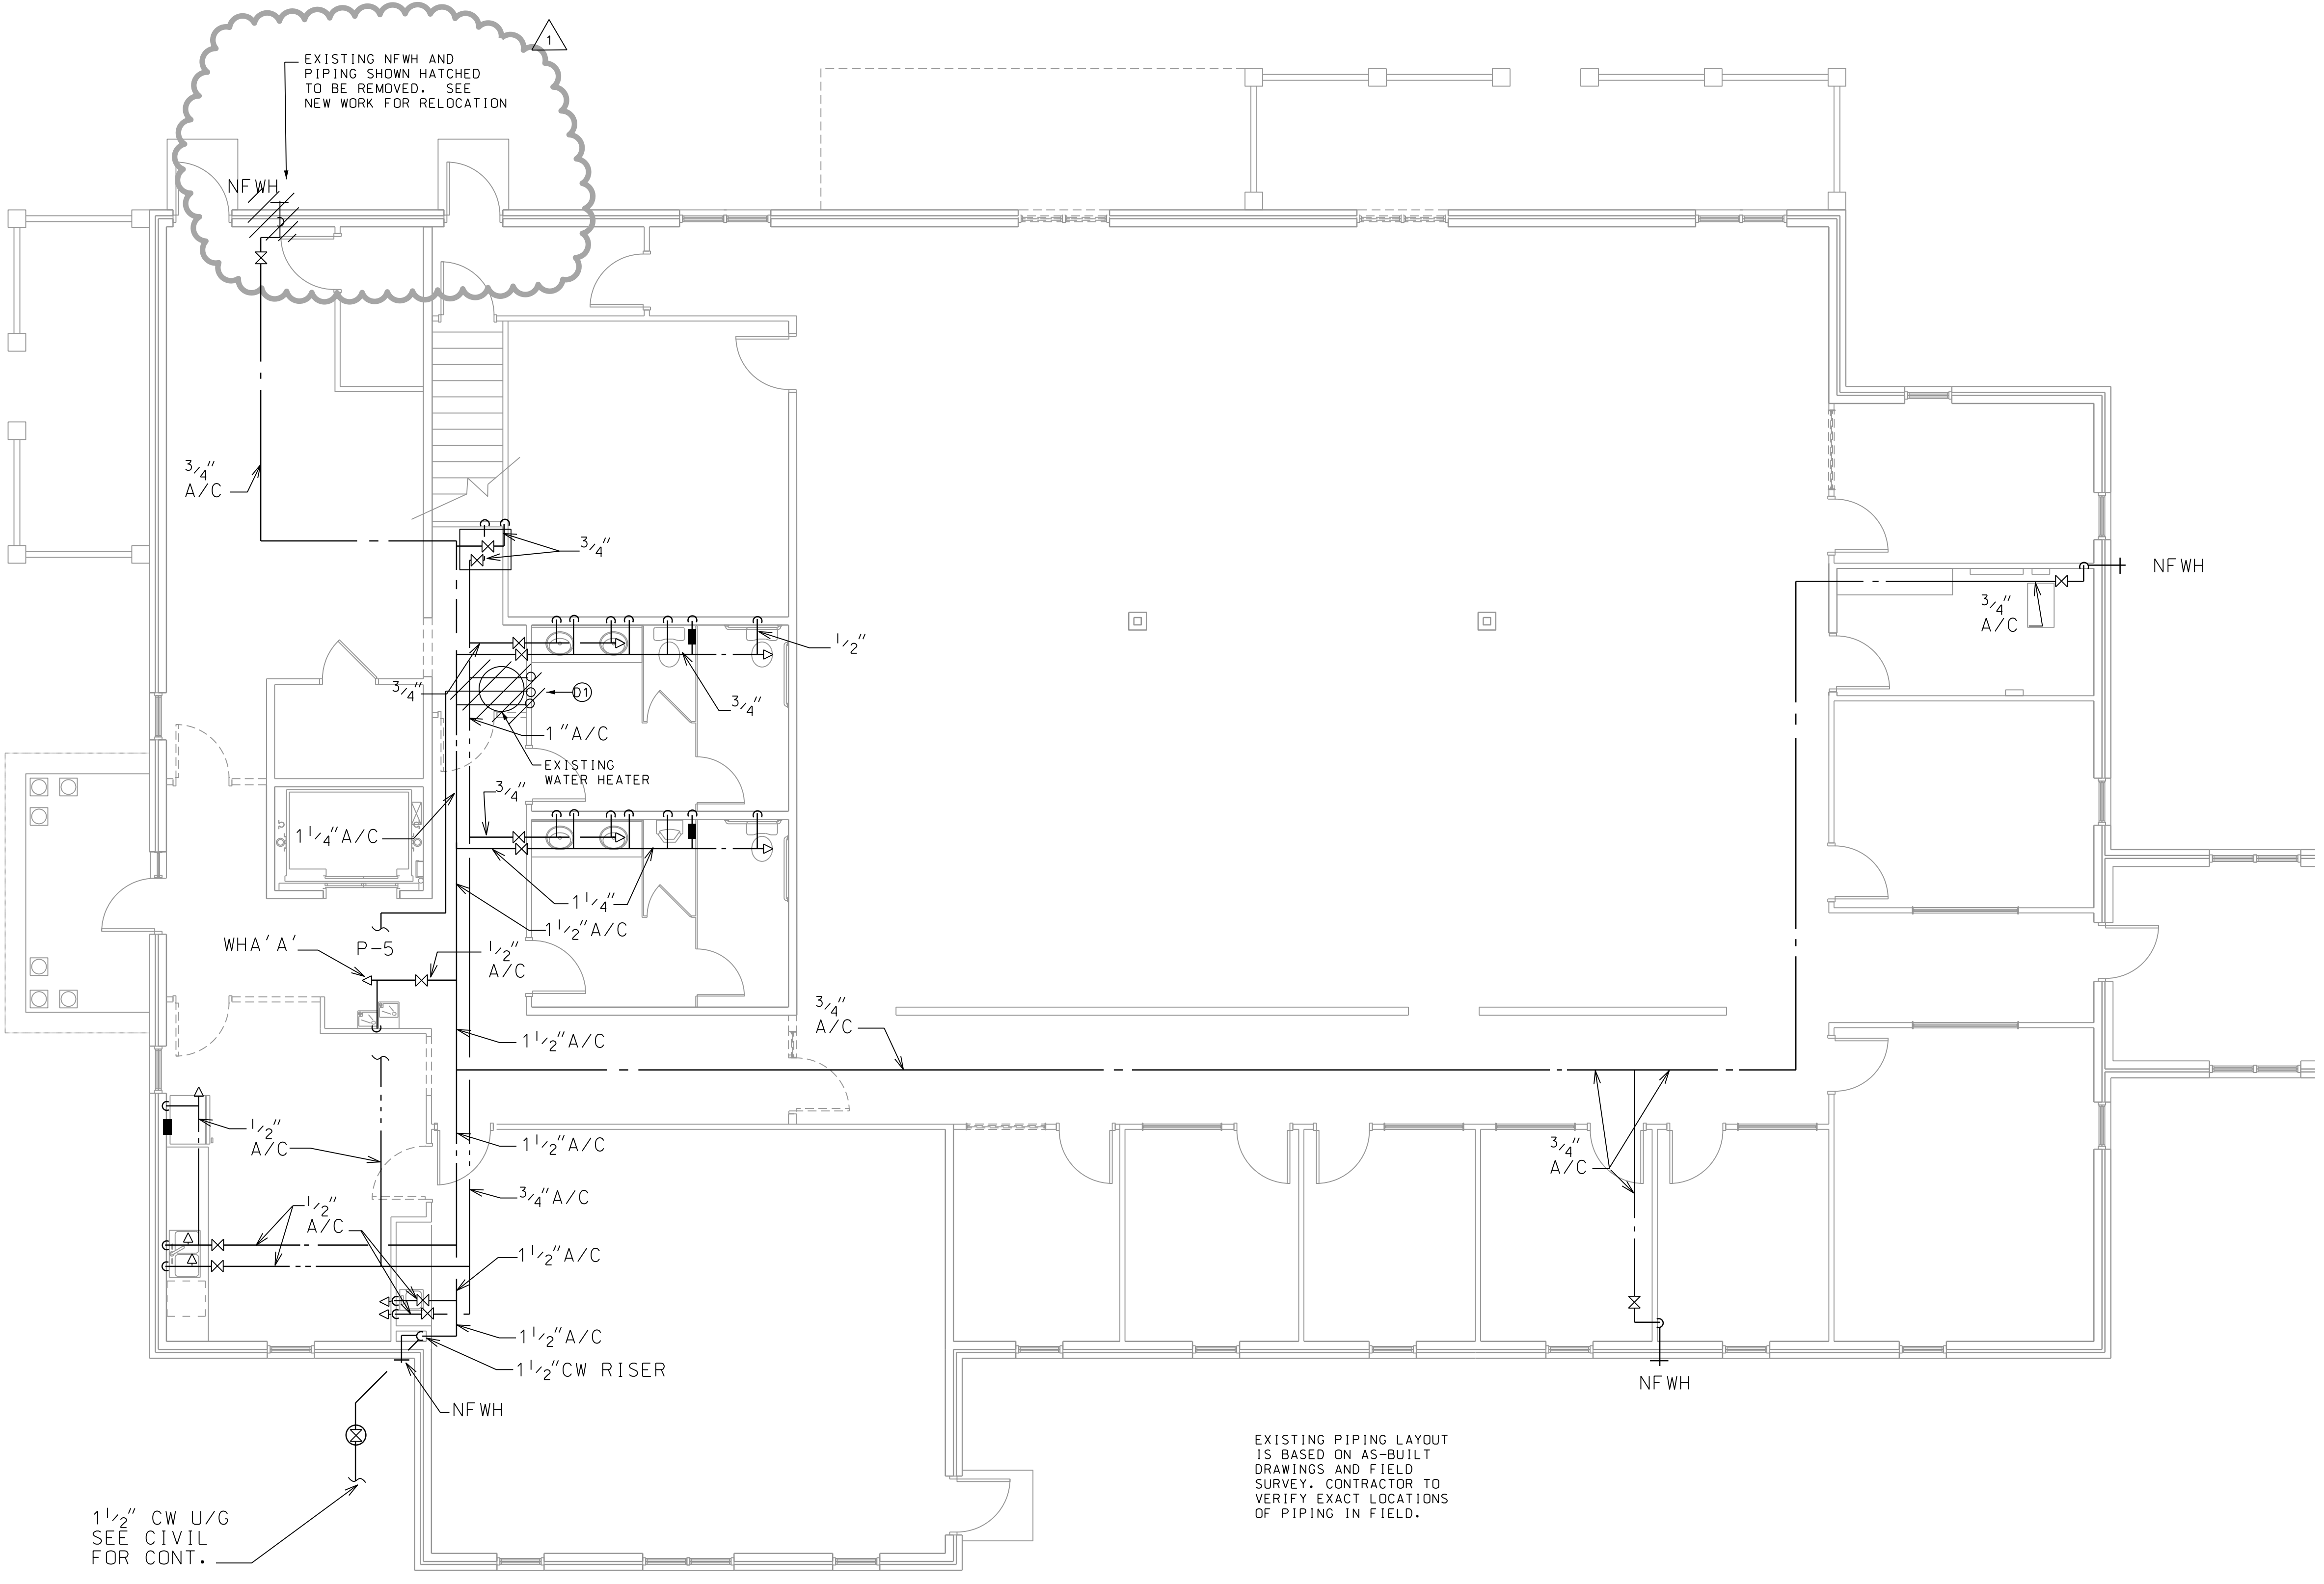 1
EXISTING NFWH AND
PIPING SHOWN HATCHED
TO BE REMOVED.  SEE
NEW WORK FOR RELOCATION
NFWH
3/4"
A/C
3/4"
NFWH
3/4"
A/C
1/2"
3/4"
D1
3/4"
1"A/C
EXISTING
WATER HEATER
3/4"
1 1/4"A/C
1 1/4"
1 1/2"A/C
WHA'A'
P-5
1/2"
A/C
3/4"
A/C
1 1/2"A/C
1/2"
A/C
1 1/2"A/C
3/4"
A/C
3/4"A/C
1/2"
A/C
1 1/2"A/C
1 1/2"A/C
1 1/2"CW RISER
NFWH
NFWH
EXISTING PIPING LAYOUT
IS BASED ON AS-BUILT
DRAWINGS AND FIELD
SURVEY. CONTRACTOR TO
VERIFY EXACT LOCATIONS
OF PIPING IN FIELD.
1 1/2" CW U/G
SEE CIVIL
FOR CONT.